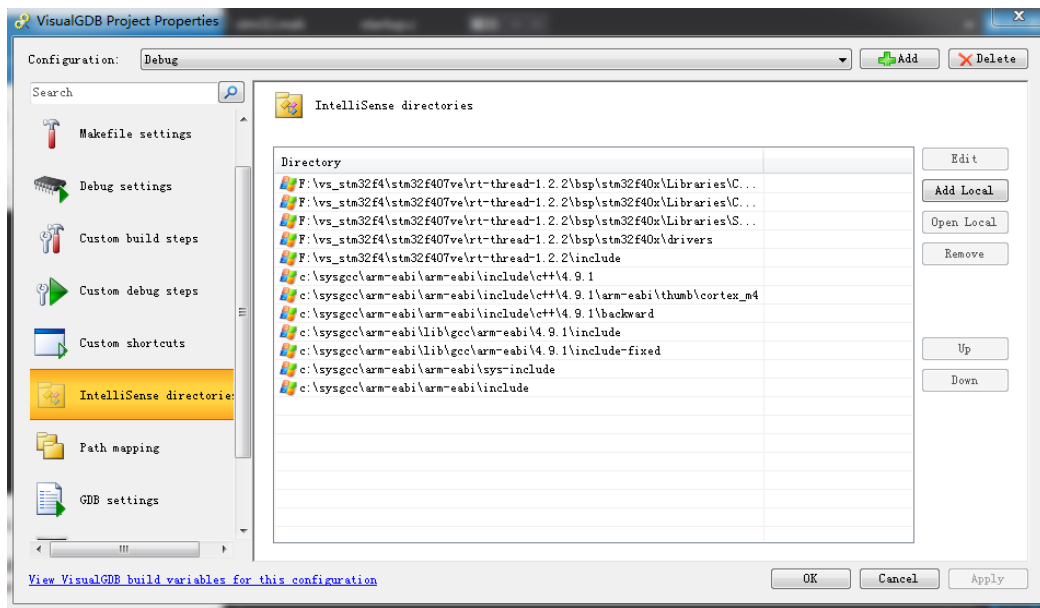 VisualGDB Project Properties
Configuration: Debug Add Delete
Search
Makefile settings
Debug settings
Custom build steps
Custom debug steps
Custom shortcuts
IntelliSense directorie
Path mapping
GDB settings
IntelliSense directories
Directory
F:\vs_stm32f4\stm32f407ve\rt-thread-1.2.2\bsp\stm32f40x\Libraries\C...
F:\vs_stm32f4\stm32f407ve\rt-thread-1.2.2\bsp\stm32f40x\Libraries\C...
F:\vs_stm32f4\stm32f407ve\rt-thread-1.2.2\bsp\stm32f40x\Libraries\S...
F:\vs_stm32f4\stm32f407ve\rt-thread-1.2.2\bsp\stm32f40x\drivers
F:\vs_stm32f4\stm32f407ve\rt-thread-1.2.2\include
c:\sysgcc\arm-eabi\arm-eabi\include\c++\4.9.1
c:\sysgcc\arm-eabi\arm-eabi\include\c++\4.9.1\arm-eabi\thumb\cortex_m4
c:\sysgcc\arm-eabi\arm-eabi\include\c++\4.9.1\backward
c:\sysgcc\arm-eabi\lib\gcc\arm-eabi\4.9.1\include
c:\sysgcc\arm-eabi\lib\gcc\arm-eabi\4.9.1\include-fixed
c:\sysgcc\arm-eabi\arm-eabi\sys-include
c:\sysgcc\arm-eabi\arm-eabi\include
Edit
Add Local
Open Local
Remove
Up
Down
View VisualGDB build variables for this configuration
OK Cancel Apply